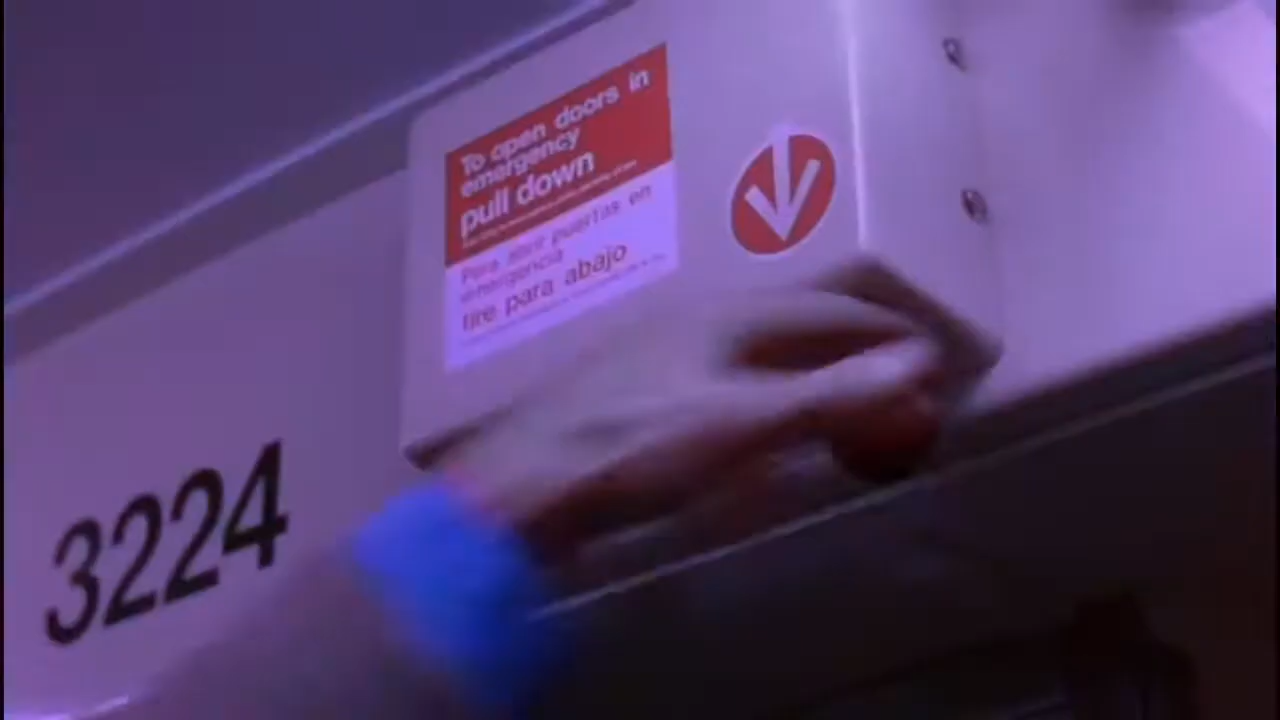 To open doors in
emergency
pull down
Para abrir puertas en
emergencia
tire para abajo
3224